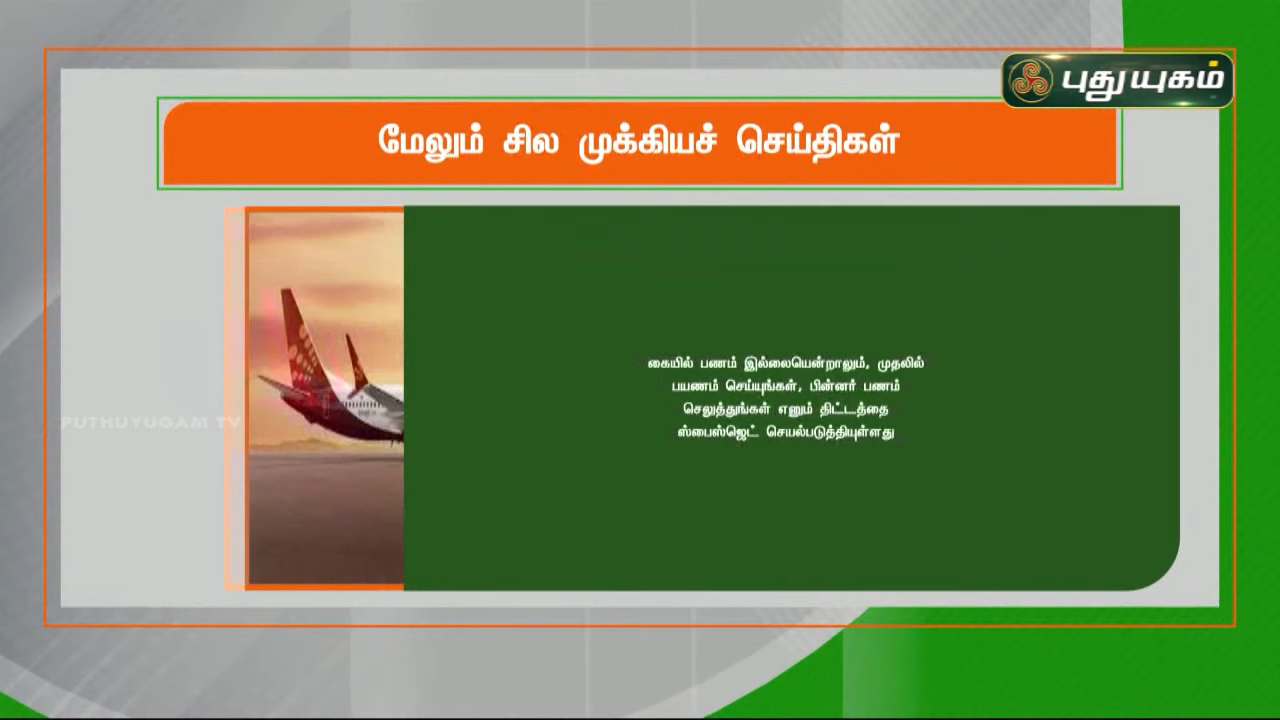 புதுயுகம்
மேலும் சில முக்கியச் செய்திகள்
கையில் பணம் இல்லையென்றாலும், முதலில்
பயணம் செய்யுங்கள், பின்னர் பணம்
செலுத்துங்கள் எனும் திட்டத்தை
ஸ்பைஸ்ஜெட் செயல்படுத்தியுள்ளது
PUTHUYUGAM TV